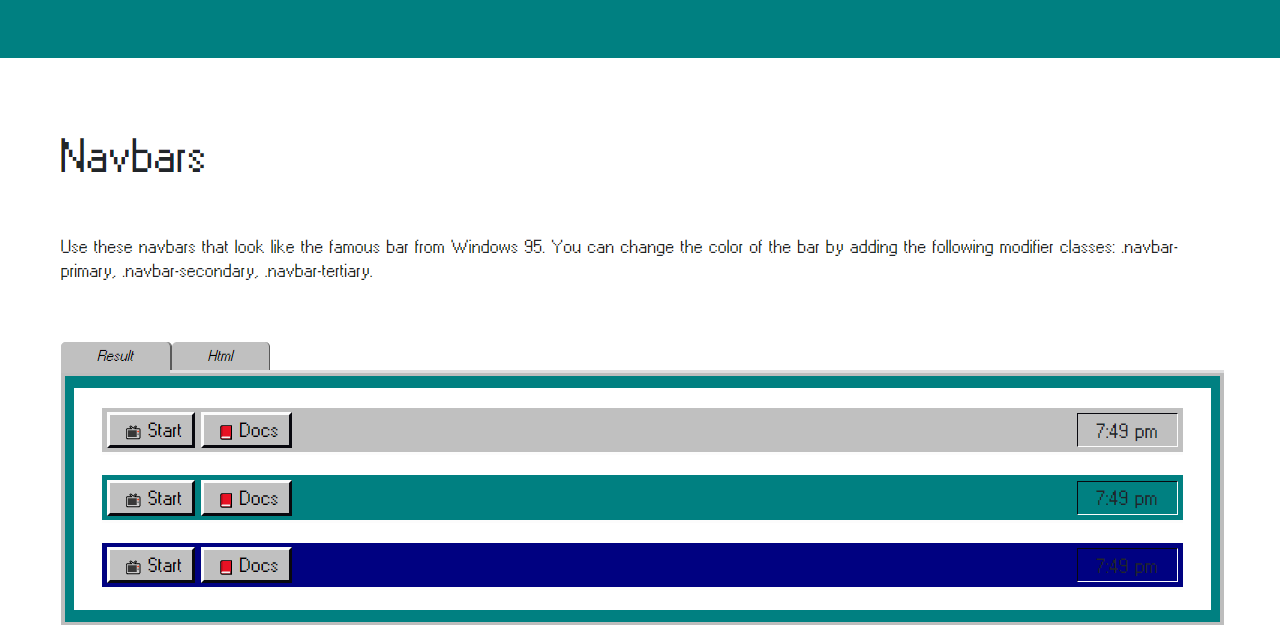 Navbars
Use these navbars that look like the famous bar from Windows 95. You can change the color of the bar by adding the following modifier classes: .navbar-
primary, .navbar-secondary, .navbar-tertiary.
Result Html
Start Docs 7:49 pm
Start Docs 7:49 pm
Start Docs 7:49 pm